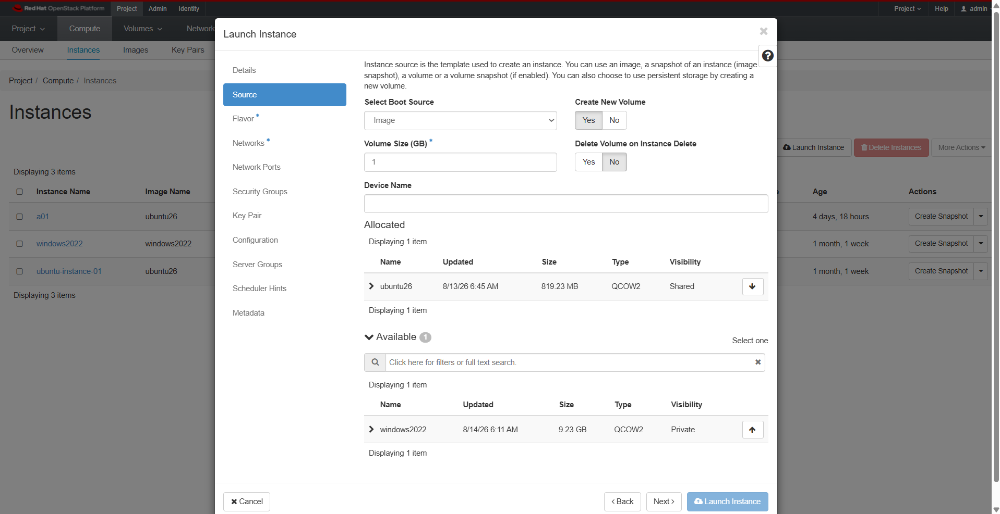 Red Hat OpenStack Platform Project Admin Identity Project Help admin
Project Compute Volumes Network
Overview Instances Images Key Pairs
Project / Compute / Instances
Instances
Launch Instance Delete Instances More Actions
Displaying 3 items
Instance Name Image Name Age Actions
a01 ubuntu26 4 days, 18 hours Create Snapshot
windows2022 windows2022 1 month, 1 week Create Snapshot
ubuntu-instance-01 ubuntu26 1 month, 1 week Create Snapshot
Displaying 3 items
Launch Instance
Details
Source
Flavor *
Networks *
Network Ports
Security Groups
Key Pair
Configuration
Server Groups
Scheduler Hints
Metadata
Instance source is the template used to create an instance. You can use an image, a snapshot of an instance (image
snapshot), a volume or a volume snapshot (if enabled). You can also choose to use persistent storage by creating a
new volume.
Select Boot Source Create New Volume
Image Yes No
Volume Size (GB) * Delete Volume on Instance Delete
1 Yes No
Device Name
Allocated
Displaying 1 item
Name Updated Size Type Visibility
ubuntu26 8/13/26 6:45 AM 819.23 MB QCOW2 Shared
Displaying 1 item
Available 1
Select one
Click here for filters or full text search.
Displaying 1 item
Name Updated Size Type Visibility
windows2022 8/14/26 6:11 AM 9.23 GB QCOW2 Private
Displaying 1 item
Cancel < Back Next > Launch Instance